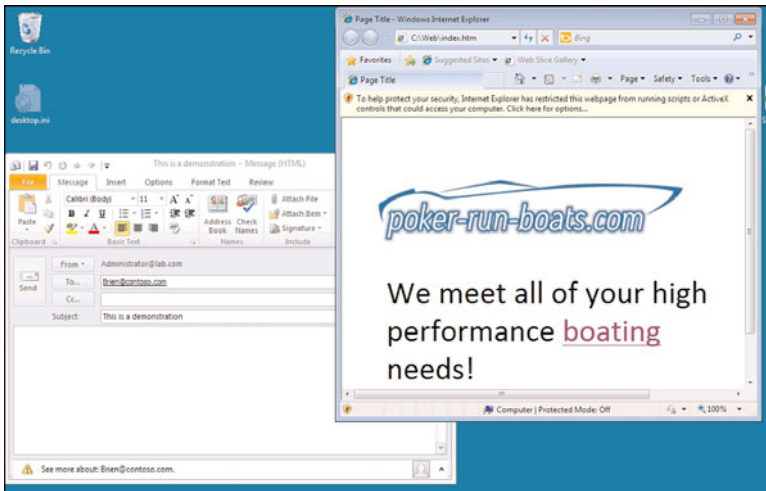 Recycle Bin
desktop.ini
This is a demonstration - Message (HTML)
File Message Insert Options Format Text Review
Calibri (Body) 11
Paste
B I U
Address Book
Check Names
Attach File
Attach Item
Signature
Clipboard Basic Text Names Include
Send
From Administrator@lab.com
To... Brien@contoso.com
Cc...
Subject: This is a demonstration
See more about: Brien@contoso.com.
Page Title - Windows Internet Explorer
C:\Web\index.htm
Bing
Favorites Suggested Sites Web Slice Gallery
Page Title
Page Safety Tools
To help protect your security, Internet Explorer has restricted this webpage from running scripts or ActiveX
controls that could access your computer. Click here for options...
poker-run-boats.com
We meet all of your high
performance boating
needs!
Computer | Protected Mode: Off
100%